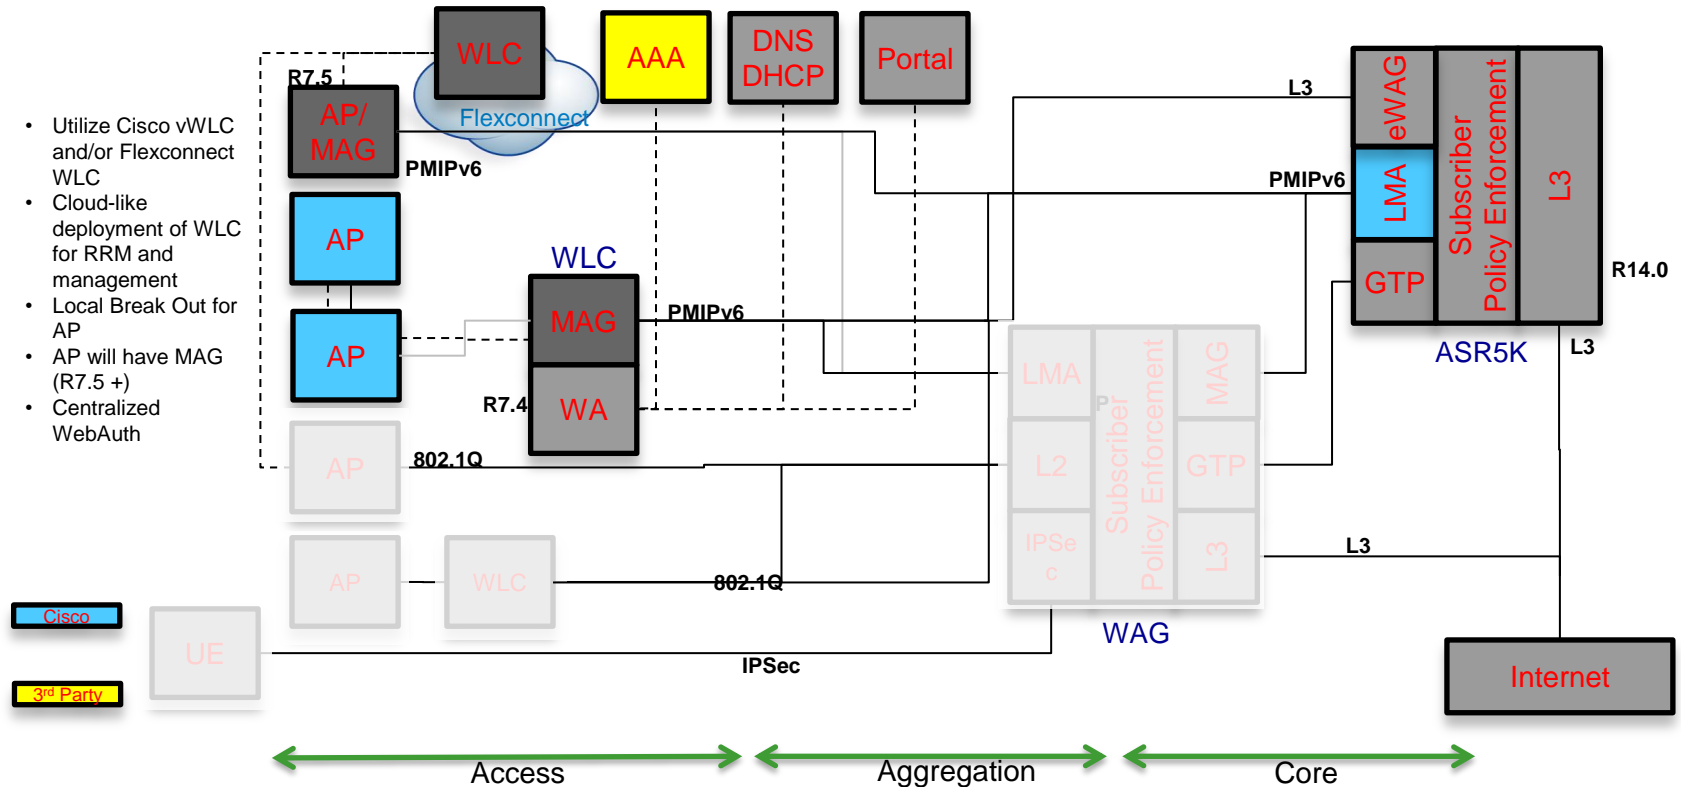 WLC
AAA
DNS
DHCP
Portal
R7.5
AP/
MAG
Flexconnect
PMIPv6
• Utilize Cisco vWLC
and/or Flexconnect
WLC
• Cloud-like
deployment of WLC
for RRM and
management
• Local Break Out for
AP
• AP will have MAG
(R7.5 +)
• Centralized
WebAuth
AP
AP
WLC
MAG
PMIPv6
R7.4
WA
AP
802.1Q
AP
WLC
802.1Q
UE
IPSec
LMA
L2
IPSe
c
Subscriber
Policy Enforcement
P
MAG
GTP
L3
WAG
L3
PMIPv6
eWAG
LMA
GTP
Subscriber
Policy Enforcement
L3
R14.0
ASR5K
L3
L3
Internet
Cisco
3rd Party
Access
Aggregation
Core